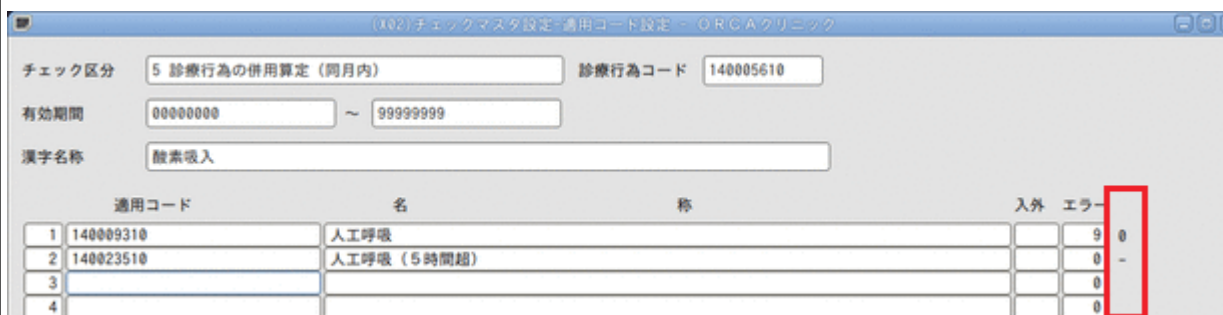 (X02)チェックマスタ設定-適用コード設定 - ORCAクリニック
チェック区分 5 診療行為の併用算定（同月内） 診療行為コード 140005610
有効期間 00000000 ～ 99999999
漢字名称 酸素吸入
適用コード 名 称 入外 エラー
1 140009310 人工呼吸 9 0
2 140023510 人工呼吸（５時間超） 0 -
3 0
4 0